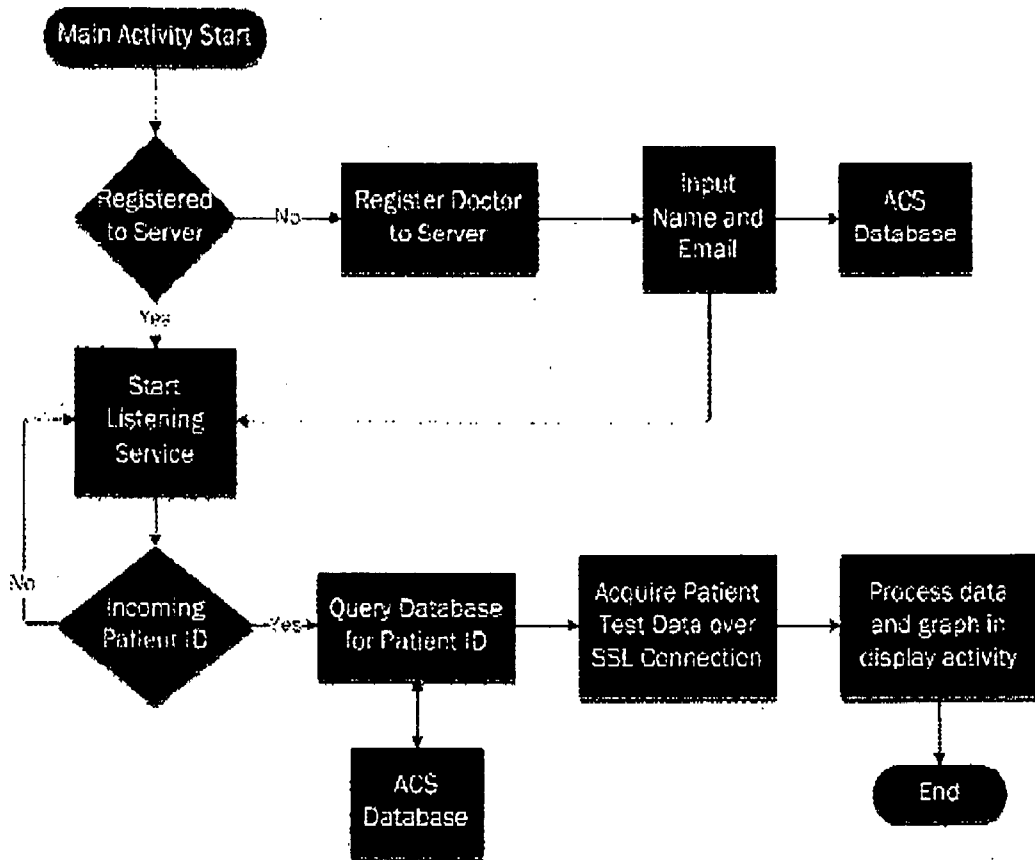 Main Activity Start
Registered
to Server
No
Register Doctor
to Server
Input
Name and
Email
ACS
Database
Yes
Start
Listening
Service
No
Incoming
Patient ID
Yes
Query Database
for Patient ID
Acquire Patient
Test Data over
SSL Connection
Process data
and graph in
display activity
ACS
Database
End